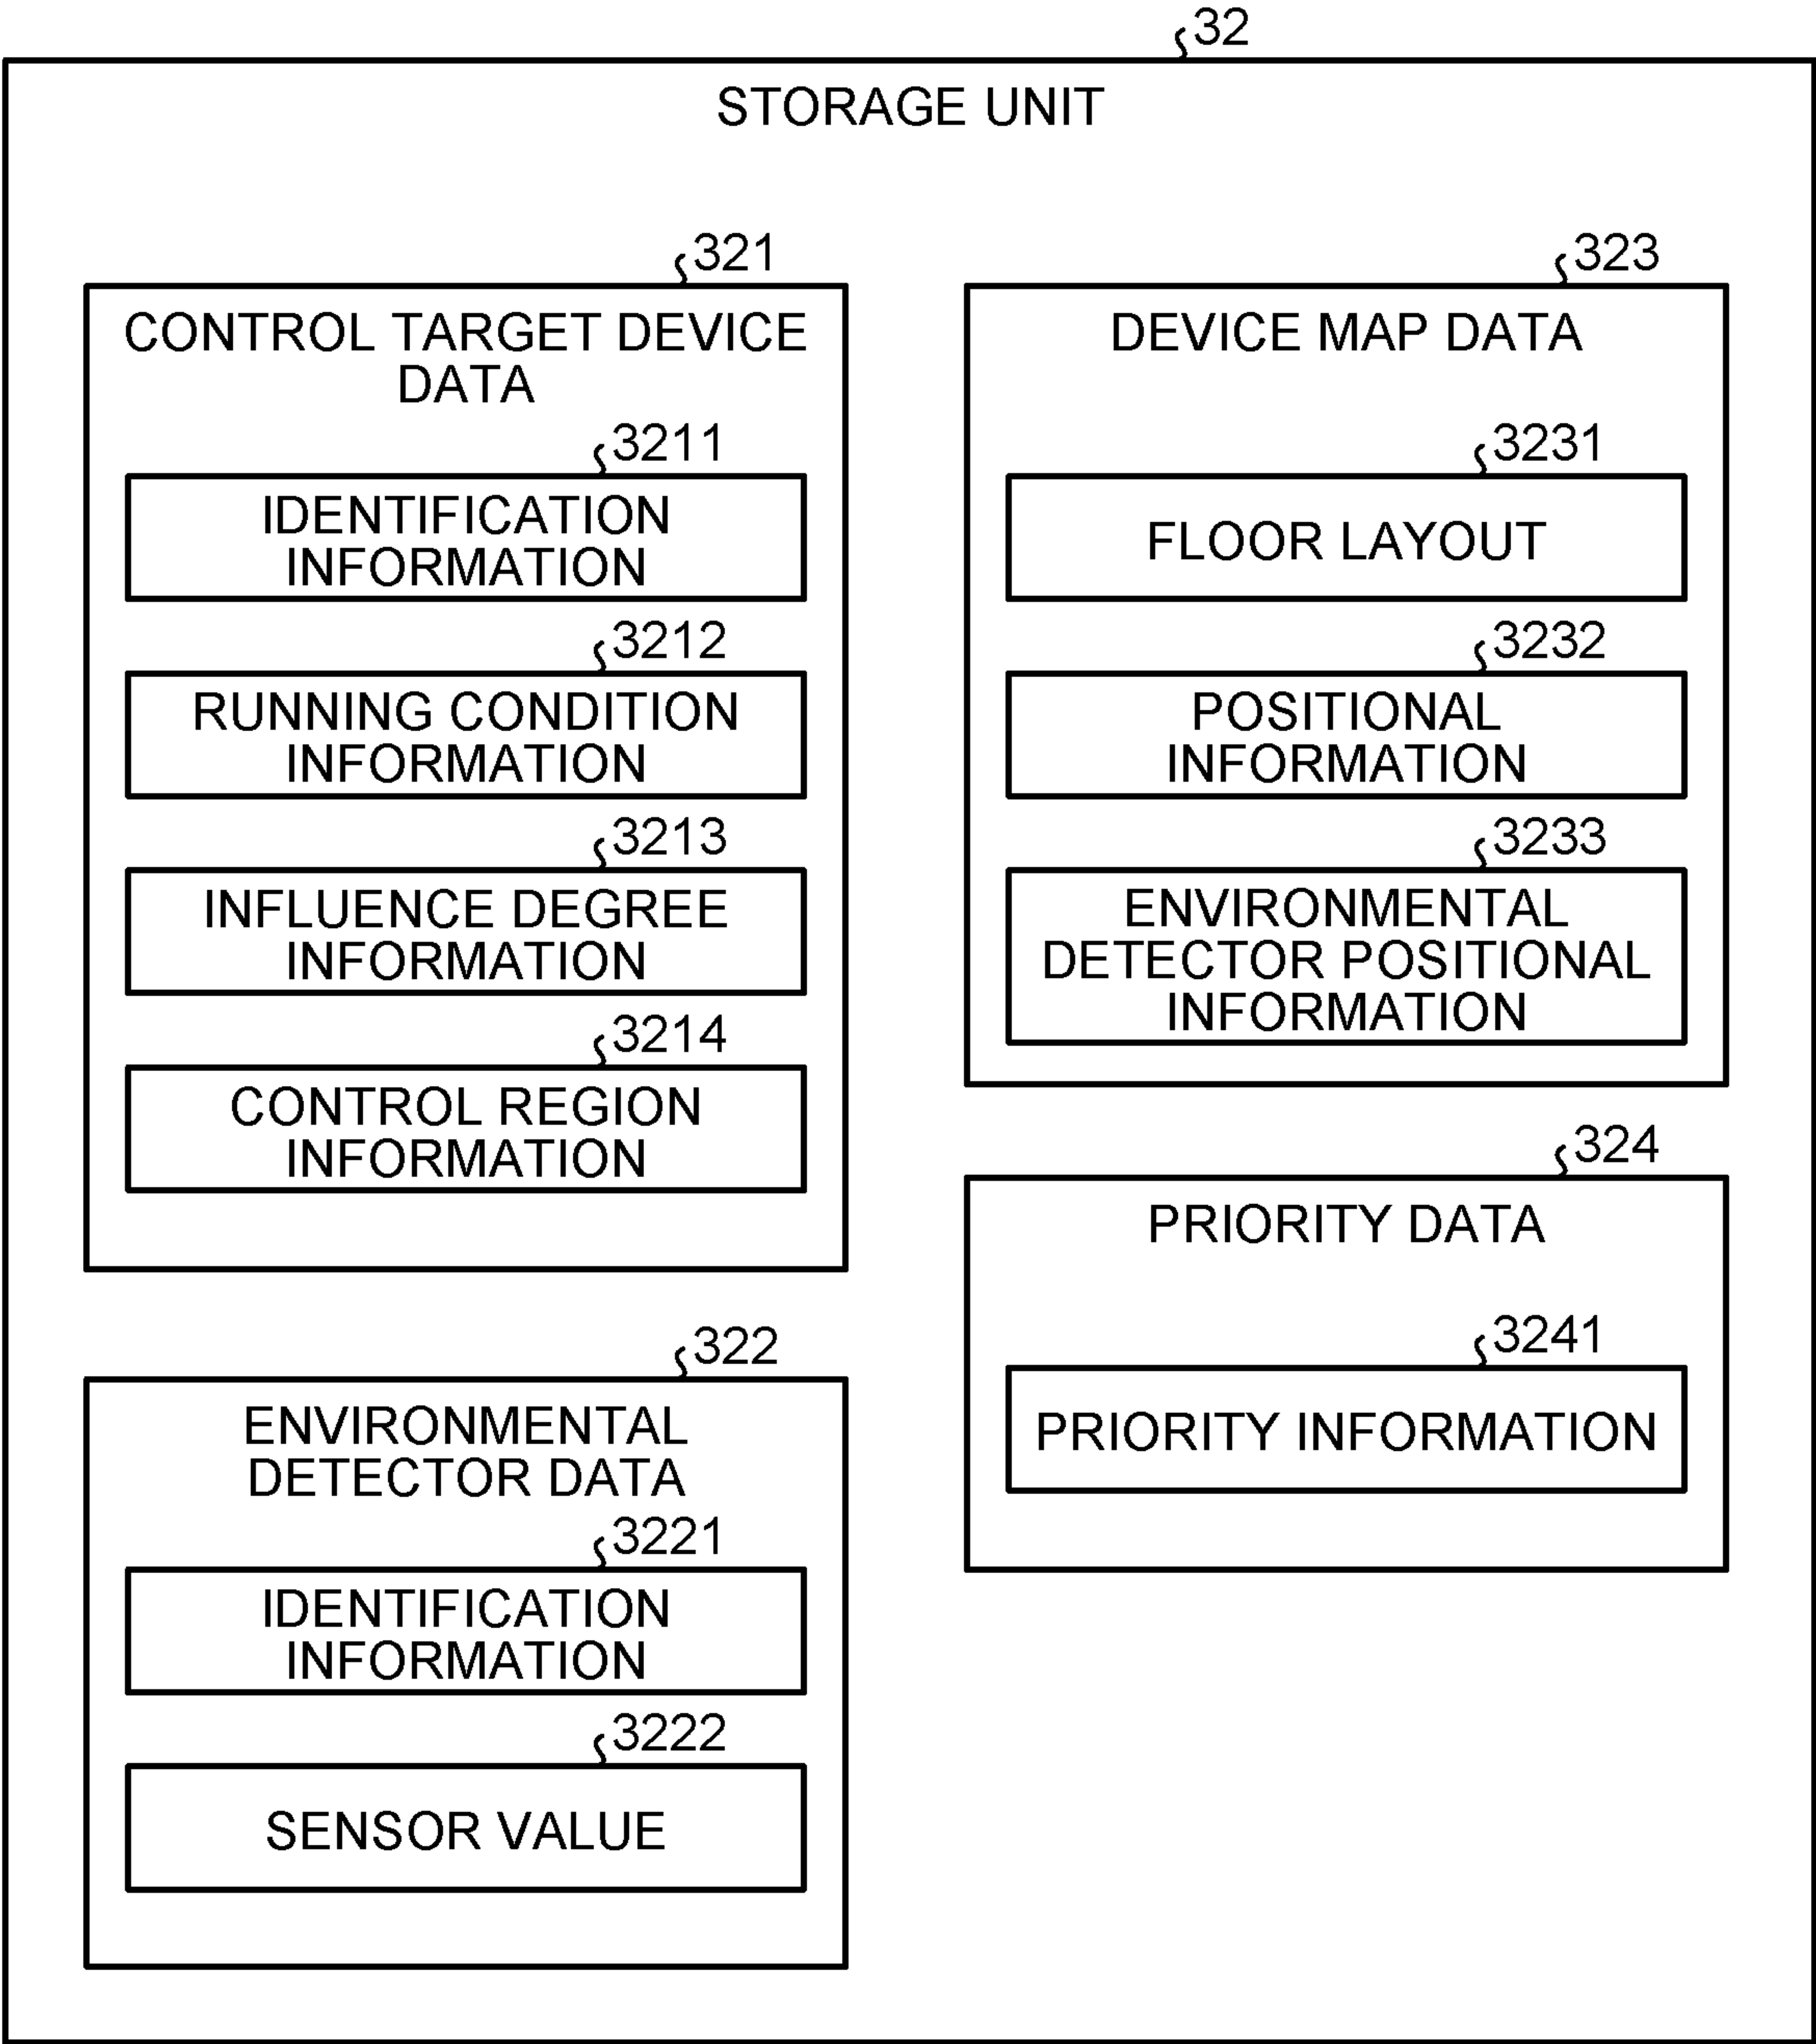 32
STORAGE UNIT
321
CONTROL TARGET DEVICE
DATA
3211
IDENTIFICATION
INFORMATION
3212
RUNNING CONDITION
INFORMATION
3213
INFLUENCE DEGREE
INFORMATION
3214
CONTROL REGION
INFORMATION
322
ENVIRONMENTAL
DETECTOR DATA
3221
IDENTIFICATION
INFORMATION
3222
SENSOR VALUE
323
DEVICE MAP DATA
3231
FLOOR LAYOUT
3232
POSITIONAL
INFORMATION
3233
ENVIRONMENTAL
DETECTOR POSITIONAL
INFORMATION
324
PRIORITY DATA
3241
PRIORITY INFORMATION